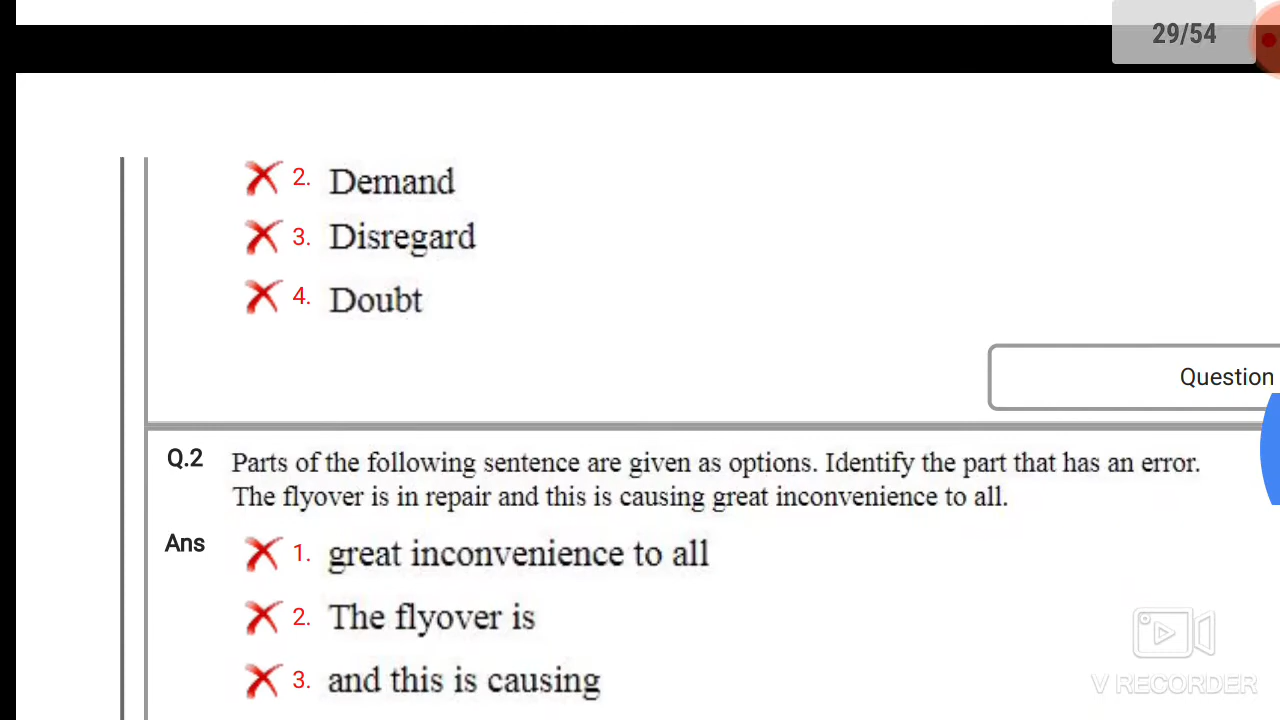 29/54
2. Demand
3. Disregard
4. Doubt
Question
Q.2 Parts of the following sentence are given as options. Identify the part that has an error.
The flyover is in repair and this is causing great inconvenience to all.
Ans 1. great inconvenience to all
2. The flyover is
3. and this is causing
V RECORDER